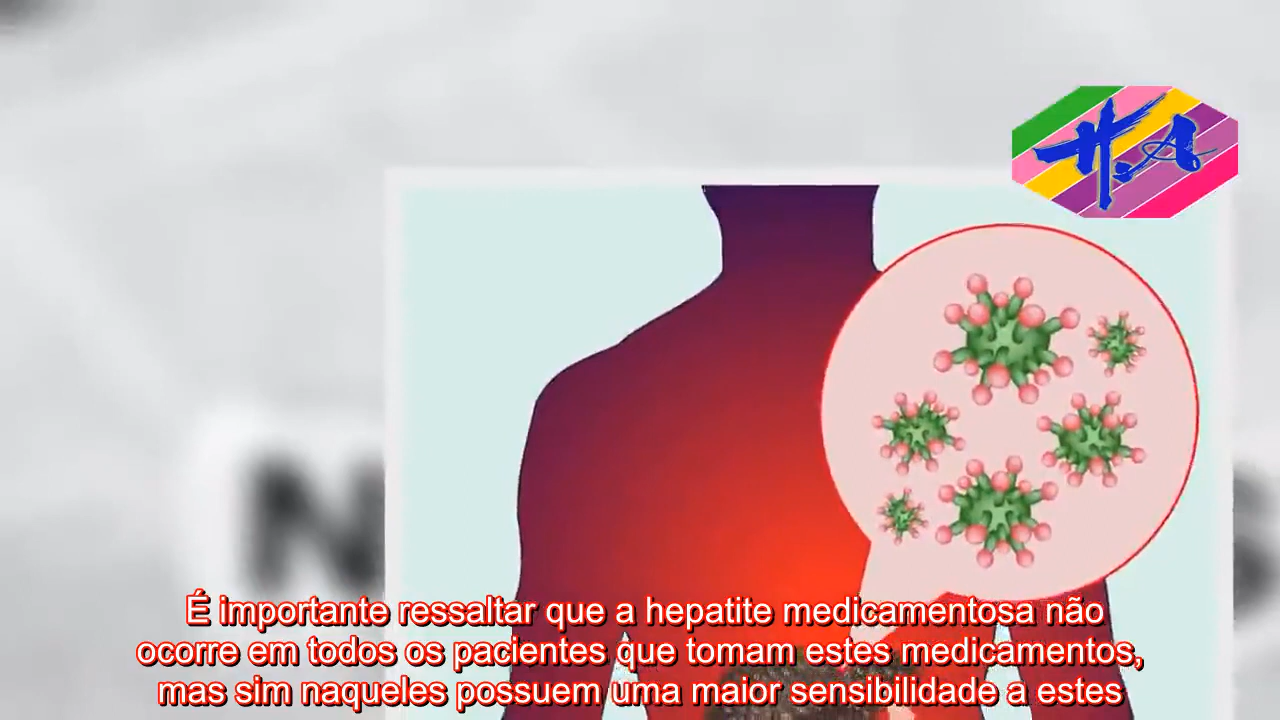 H.A
N
É importante ressaltar que a hepatite medicamentosa não
ocorre em todos os pacientes que tomam estes medicamentos,
mas sim naqueles possuem uma maior sensibilidade a estes